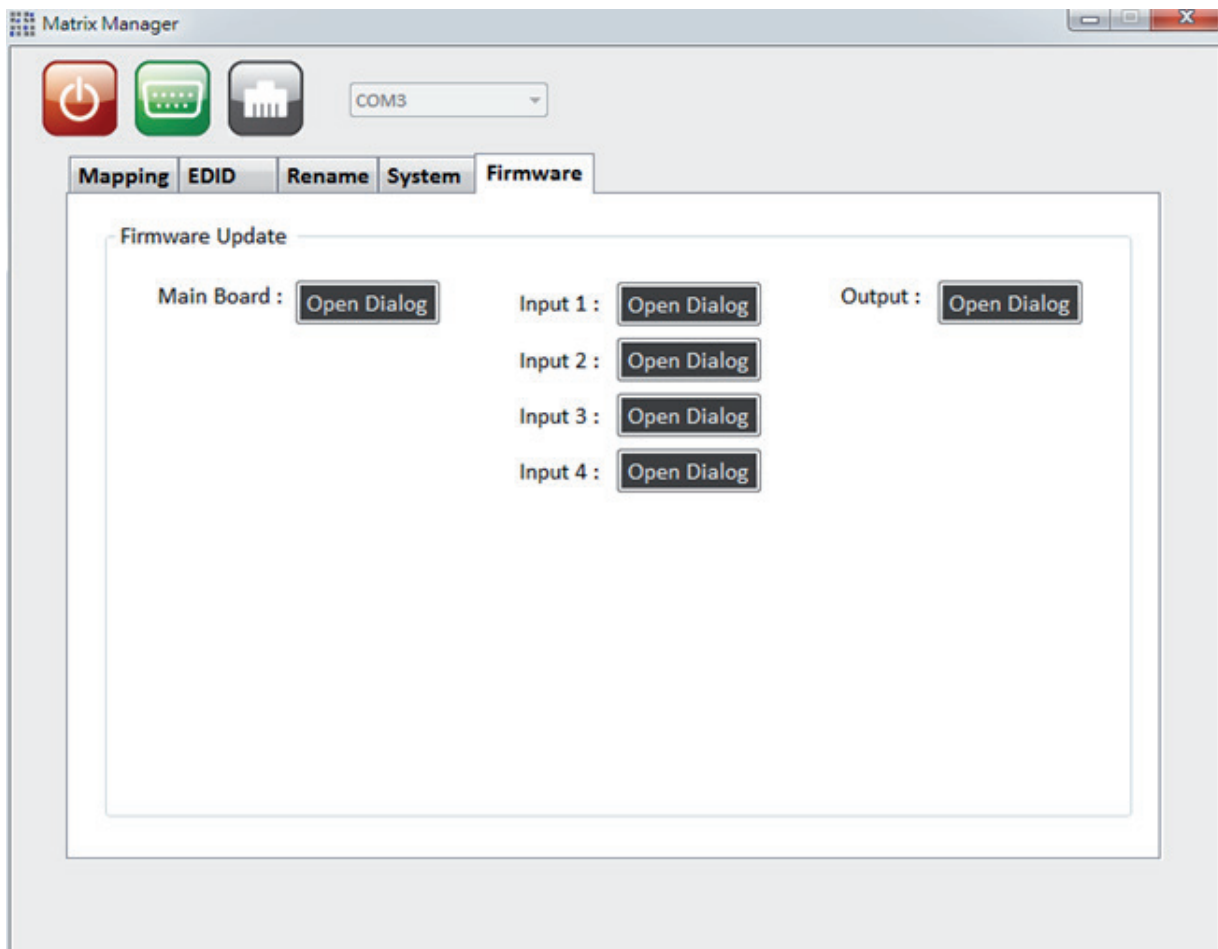 Matrix Manager
COM3
Mapping EDID Rename System Firmware
Firmware Update
Main Board : Open Dialog Input 1 : Open Dialog Output : Open Dialog
Input 2 : Open Dialog
Input 3 : Open Dialog
Input 4 : Open Dialog